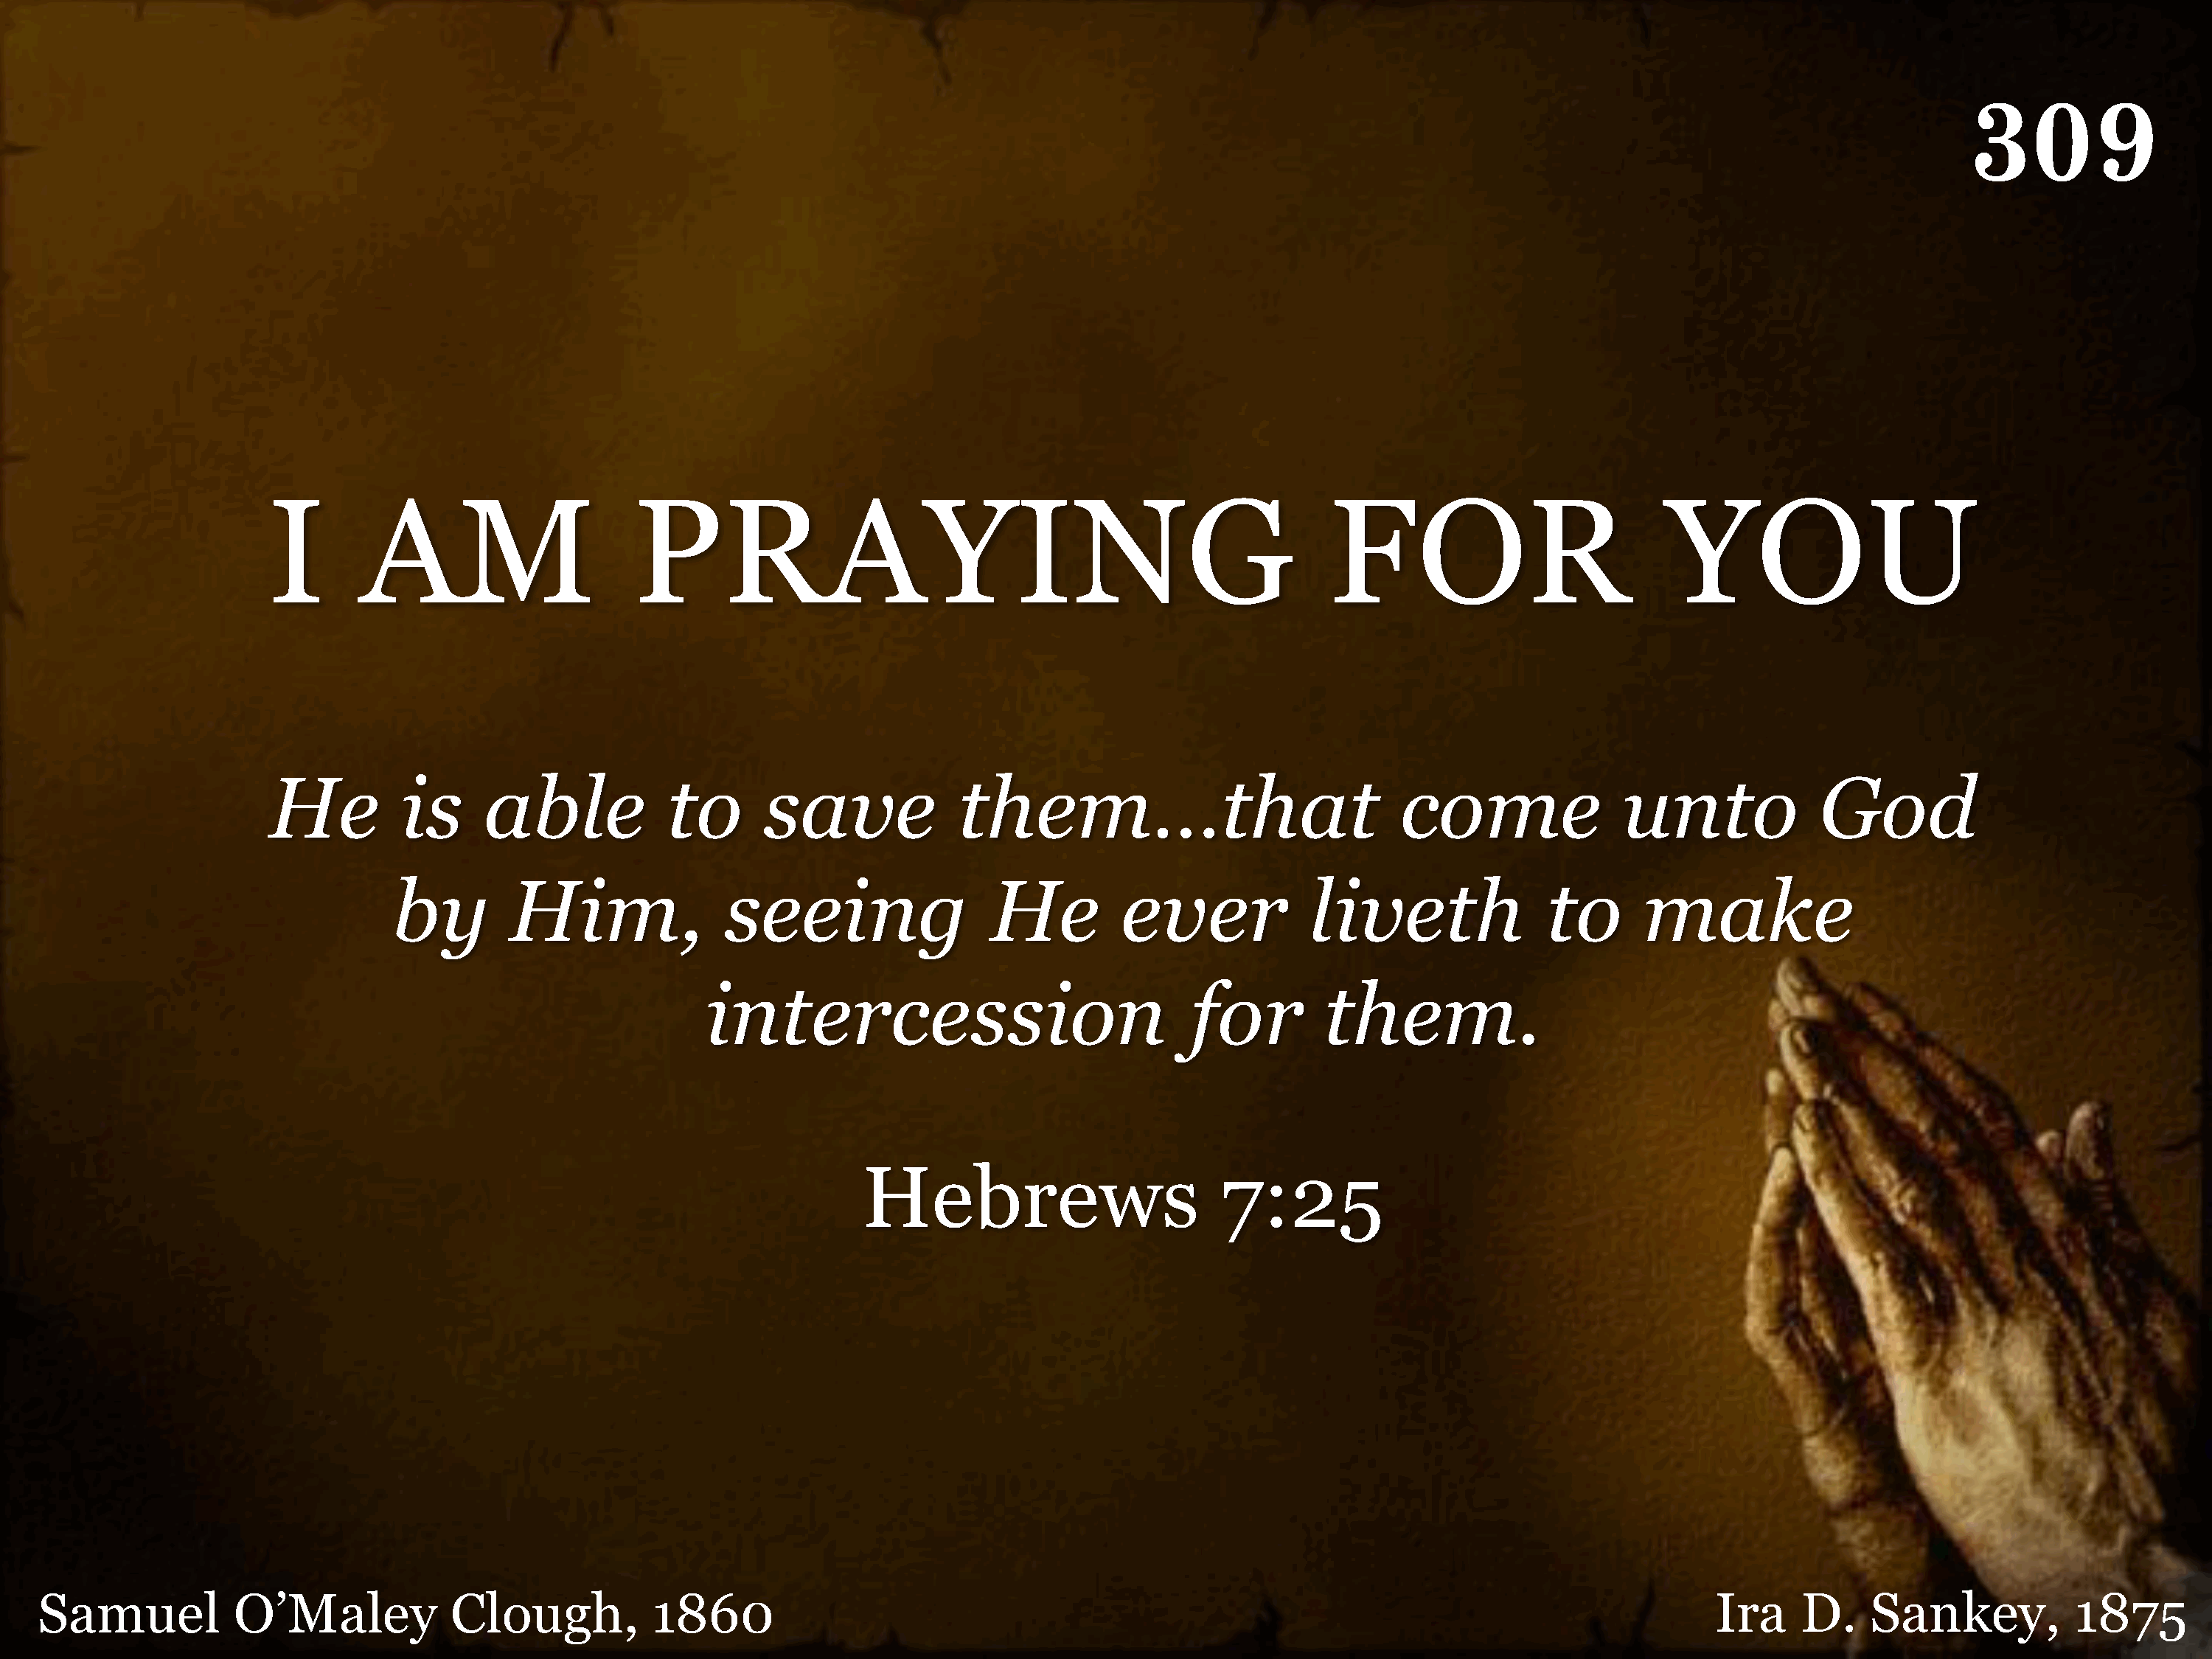 309
I AM PRAYING FOR YOU
He is able to save them…that come unto God
by Him, seeing He ever liveth to make
intercession for them.
Hebrews 7:25
Samuel O’Maley Clough, 1860
Ira D. Sankey, 1875